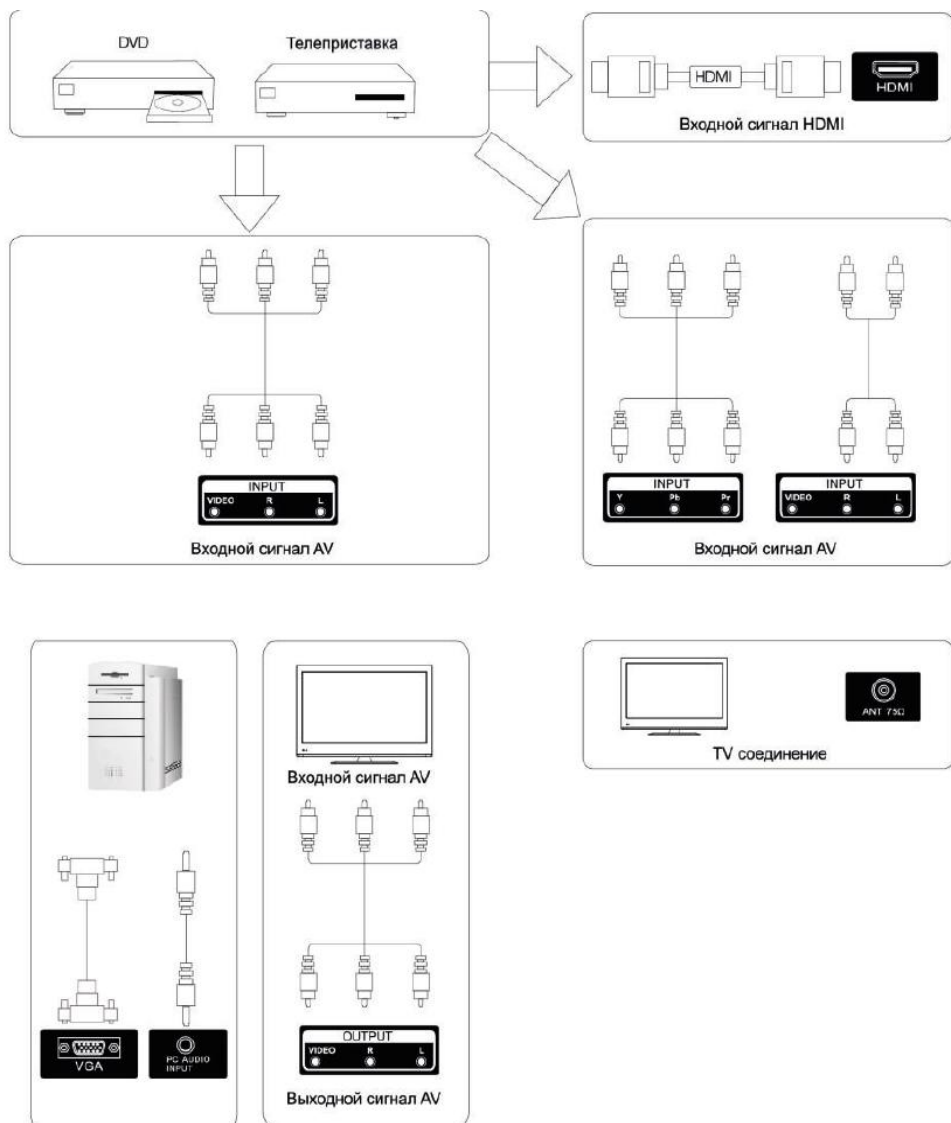 DVD
Телеприставка
HDMI
HDMI
Входной сигнал HDMI
INPUT
VIDEO R L
Входной сигнал AV
INPUT
Y Pb Pr
INPUT
VIDEO R L
Входной сигнал AV
VGA
PC AUDIO
INPUT
Входной сигнал AV
OUTPUT
VIDEO R L
Выходной сигнал AV
ANT 75Ω
TV соединение